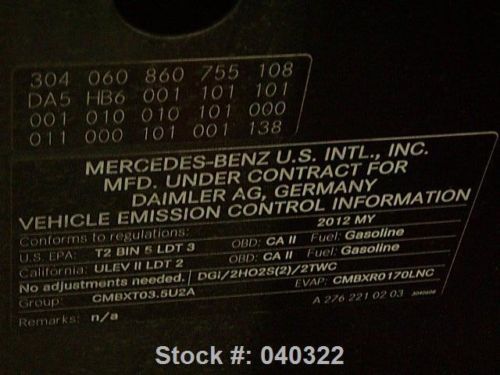 304 060 860 755 108
DA5 HB6 001 101 101
001 010 010 101 000
011 000 101 001 138
MERCEDES-BENZ U.S. INTL., INC.
MFD. UNDER CONTRACT FOR
DAIMLER AG, GERMANY
VEHICLE EMISSION CONTROL INFORMATION
Conforms to regulations: 2012 MY
U.S. EPA: T2 BIN 5 LDT 3 OBD: CA II Fuel: Gasoline
California: ULEV II LDT 2 OBD: CA II Fuel: Gasoline
No adjustments needed. DGI/2HO2S(2)/2TWC
Group: CMBXT03.5U2A EVAP: CMBXR0170LNC
Remarks: n/a A 276 221 02 03
Stock #: 040322